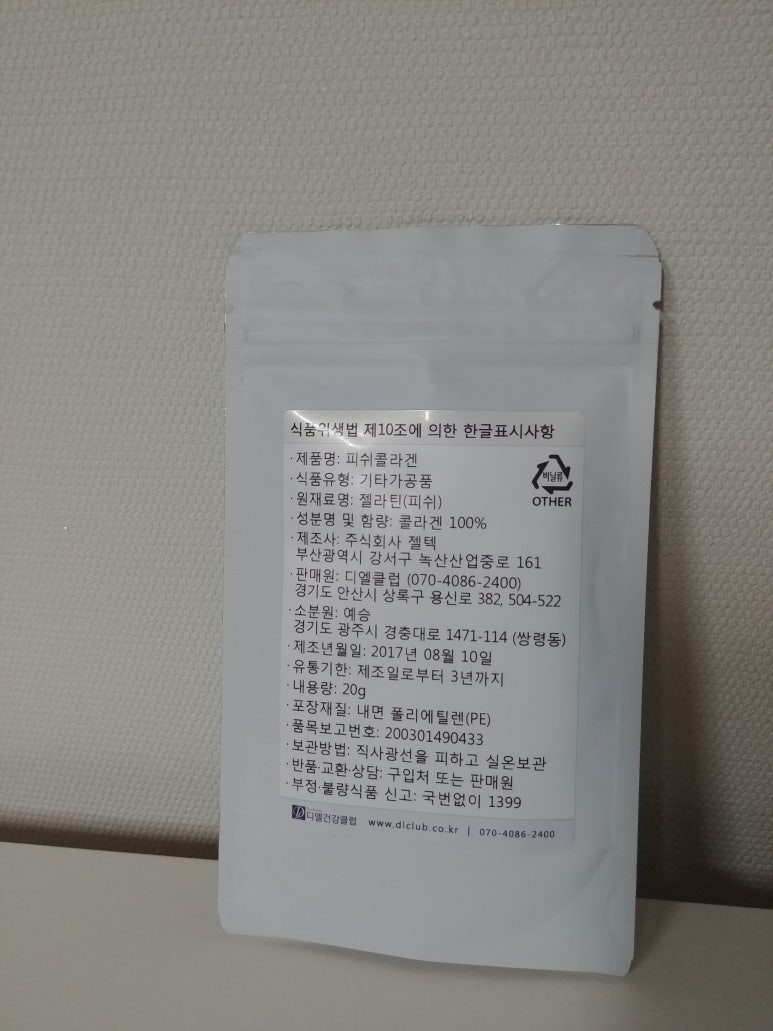 식품위생법 제10조에 의한 한글표시사항
· 제품명: 피쉬콜라겐
· 식품유형: 기타가공품
· 원재료명: 젤라틴(피쉬)
· 성분명 및 함량: 콜라겐 100%
· 제조사: 주식회사 젤텍
부산광역시 강서구 녹산산업중로 161
· 판매원: 디엘클럽 (070-4086-2400)
경기도 안산시 상록구 용신로 382, 504-522
· 소분원: 예승
경기도 광주시 경충대로 1471-114 (쌍령동)
· 제조년월일: 2017년 08월 10일
· 유통기한: 제조일로부터 3년까지
· 내용량: 20g
· 포장재질: 내면 폴리에틸렌(PE)
· 품목보고번호: 200301490433
· 보관방법: 직사광선을 피하고 실온보관
· 반품·교환·상담: 구입처 또는 판매원
· 부정·불량식품 신고: 국번없이 1399
바닐류
OTHER
디엘건강클럽 www.dlclub.co.kr | 070-4086-2400